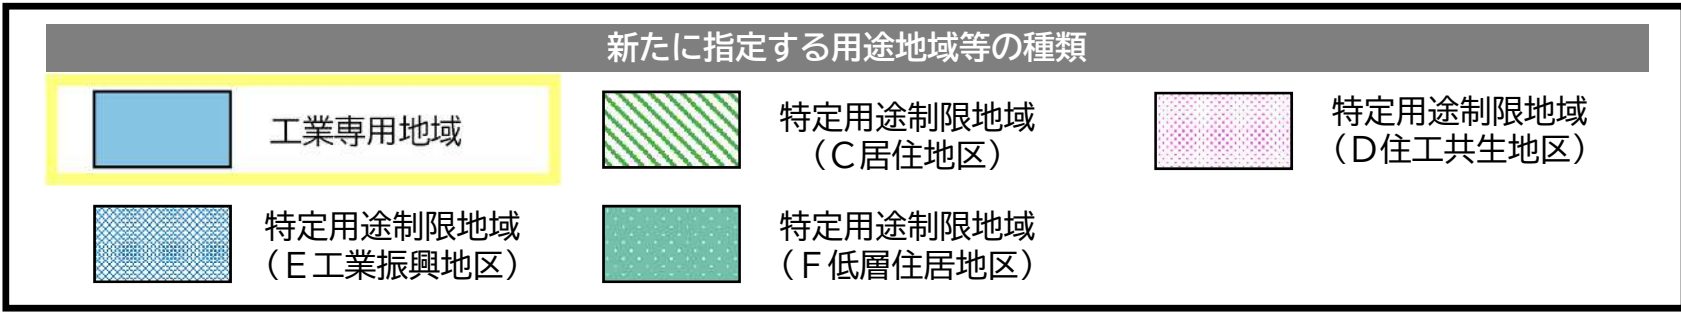 新たに指定する用途地域等の種類
工業専用地域
特定用途制限地域
（Ｃ居住地区）
特定用途制限地域
（Ｄ住工共生地区）
特定用途制限地域
（Ｅ工業振興地区）
特定用途制限地域
（Ｆ低層住居地区）